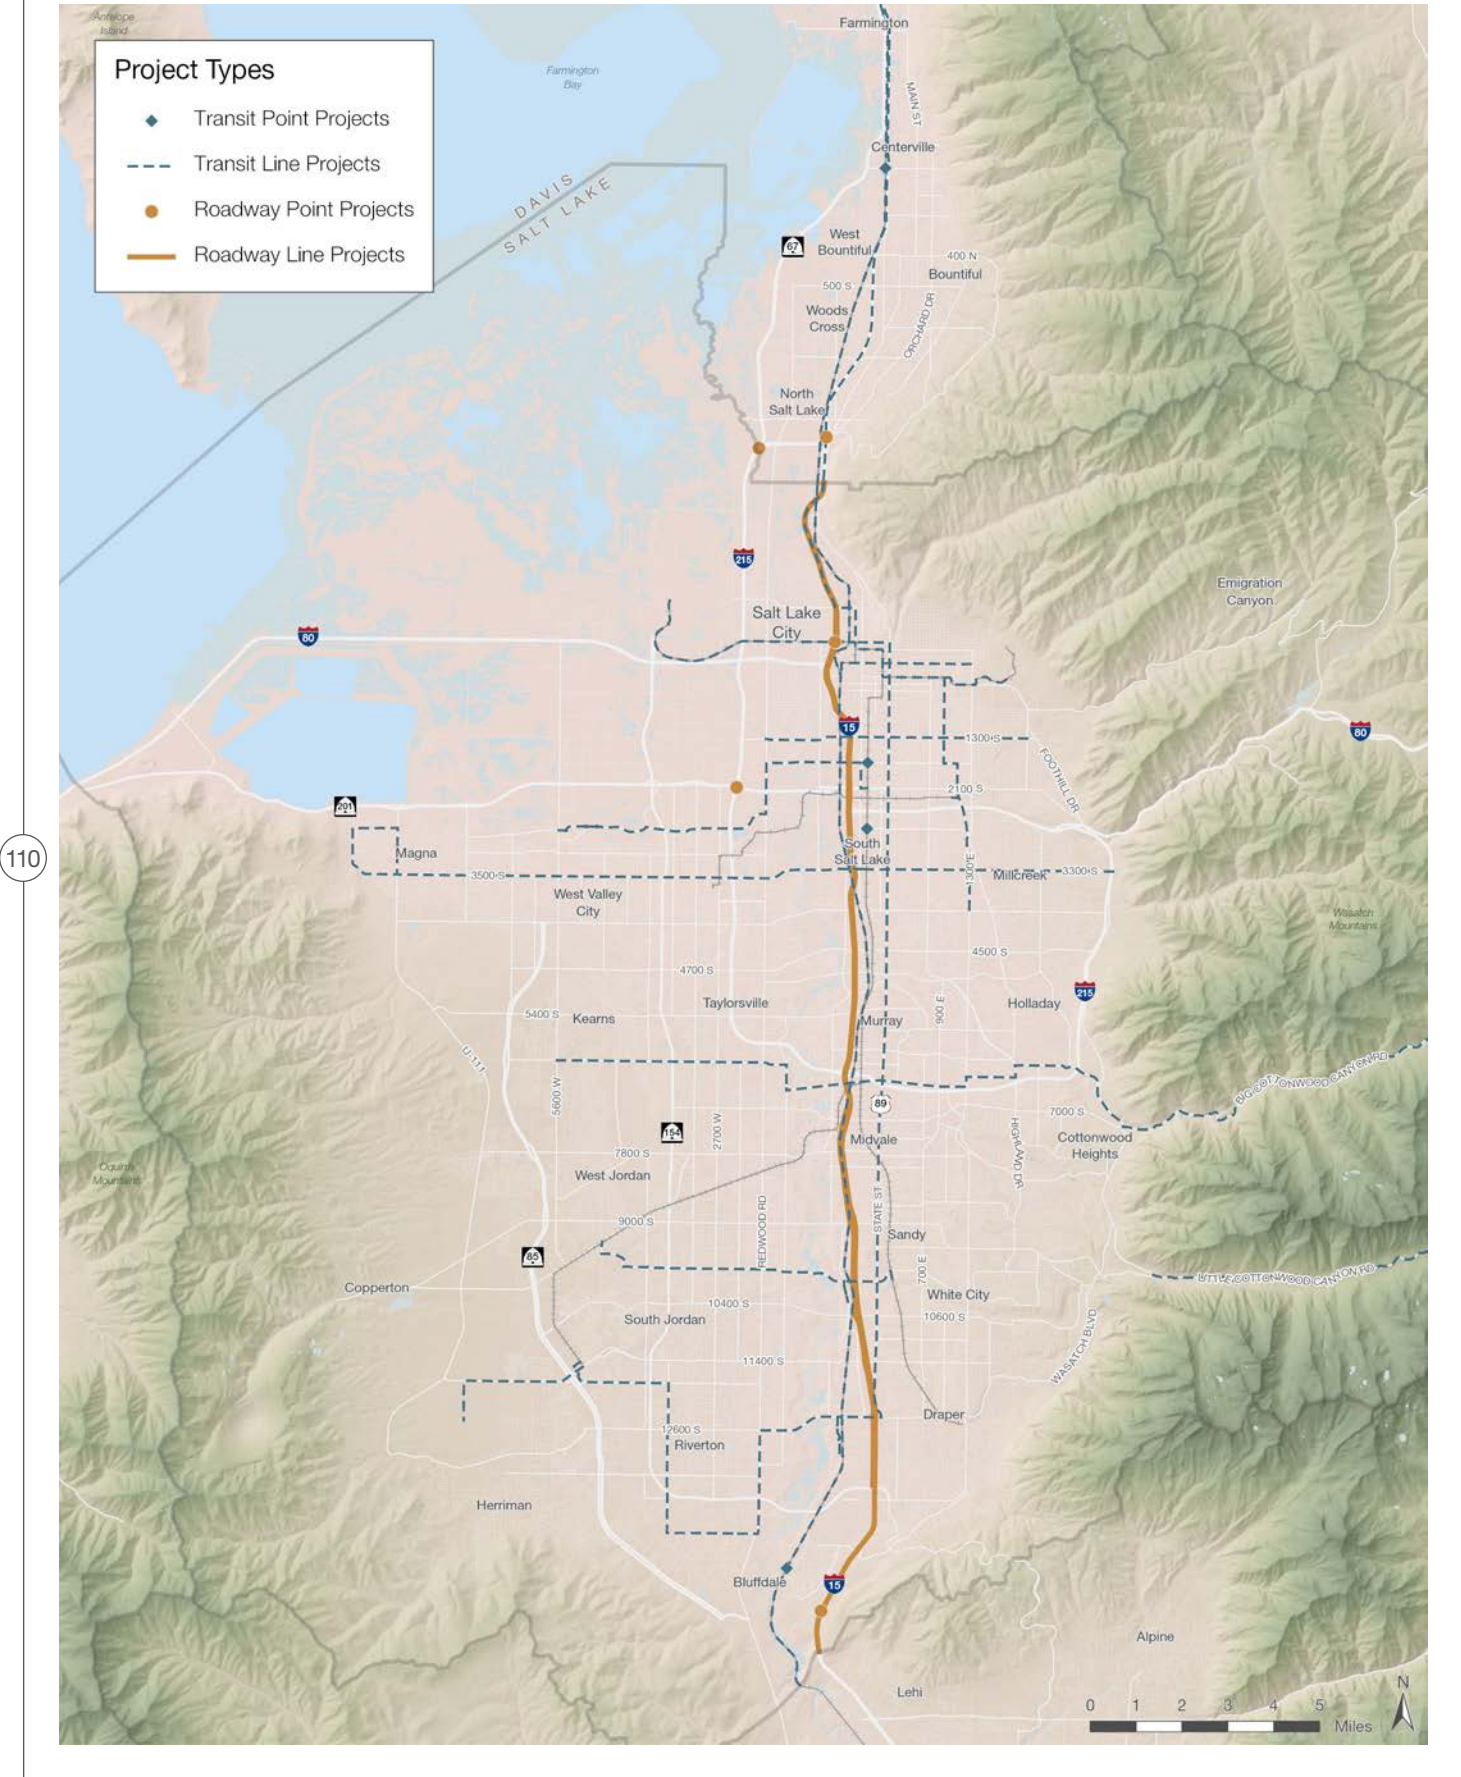 Antelope
Island
Farmington
Project Types
Transit Point Projects
Transit Line Projects
Roadway Point Projects
Roadway Line Projects
Farmington
Bay
MAIN ST
Centerville
DAVIS
SALT LAKE
67
West
Bountiful
400 N
Bountiful
500 S
Woods
Cross
ORCHARD DR
North
Salt Lake
215
Emigration
Canyon
Salt Lake
City
80
15
1300 S
80
FOOTHILL DR
2100 S
201
110
Magna
South
Salt Lake
1300 E
3500 S
Millcreek
3300 S
West Valley
City
Wasatch
Mountains
4500 S
4700 S
215
Taylorsville
Holladay
900 E
5400 S
Kearns
Murray
U-111
BIG COTTONWOOD CANYON RD
5600 W
89
7000 S
154
2700 W
Midvale
HIGHLAND DR
Cottonwood
Heights
7800 S
Oquirrh
Mountains
West Jordan
STATE ST
REDWOOD RD
9000 S
Sandy
85
700 E
LITTLE COTTONWOOD CANYON RD
Copperton
White City
10400 S
South Jordan
10600 S
WASATCH BLVD
11400 S
Draper
12600 S
Riverton
Herriman
Bluffdale
15
Alpine
Lehi
N
0 1 2 3 4 5
Miles